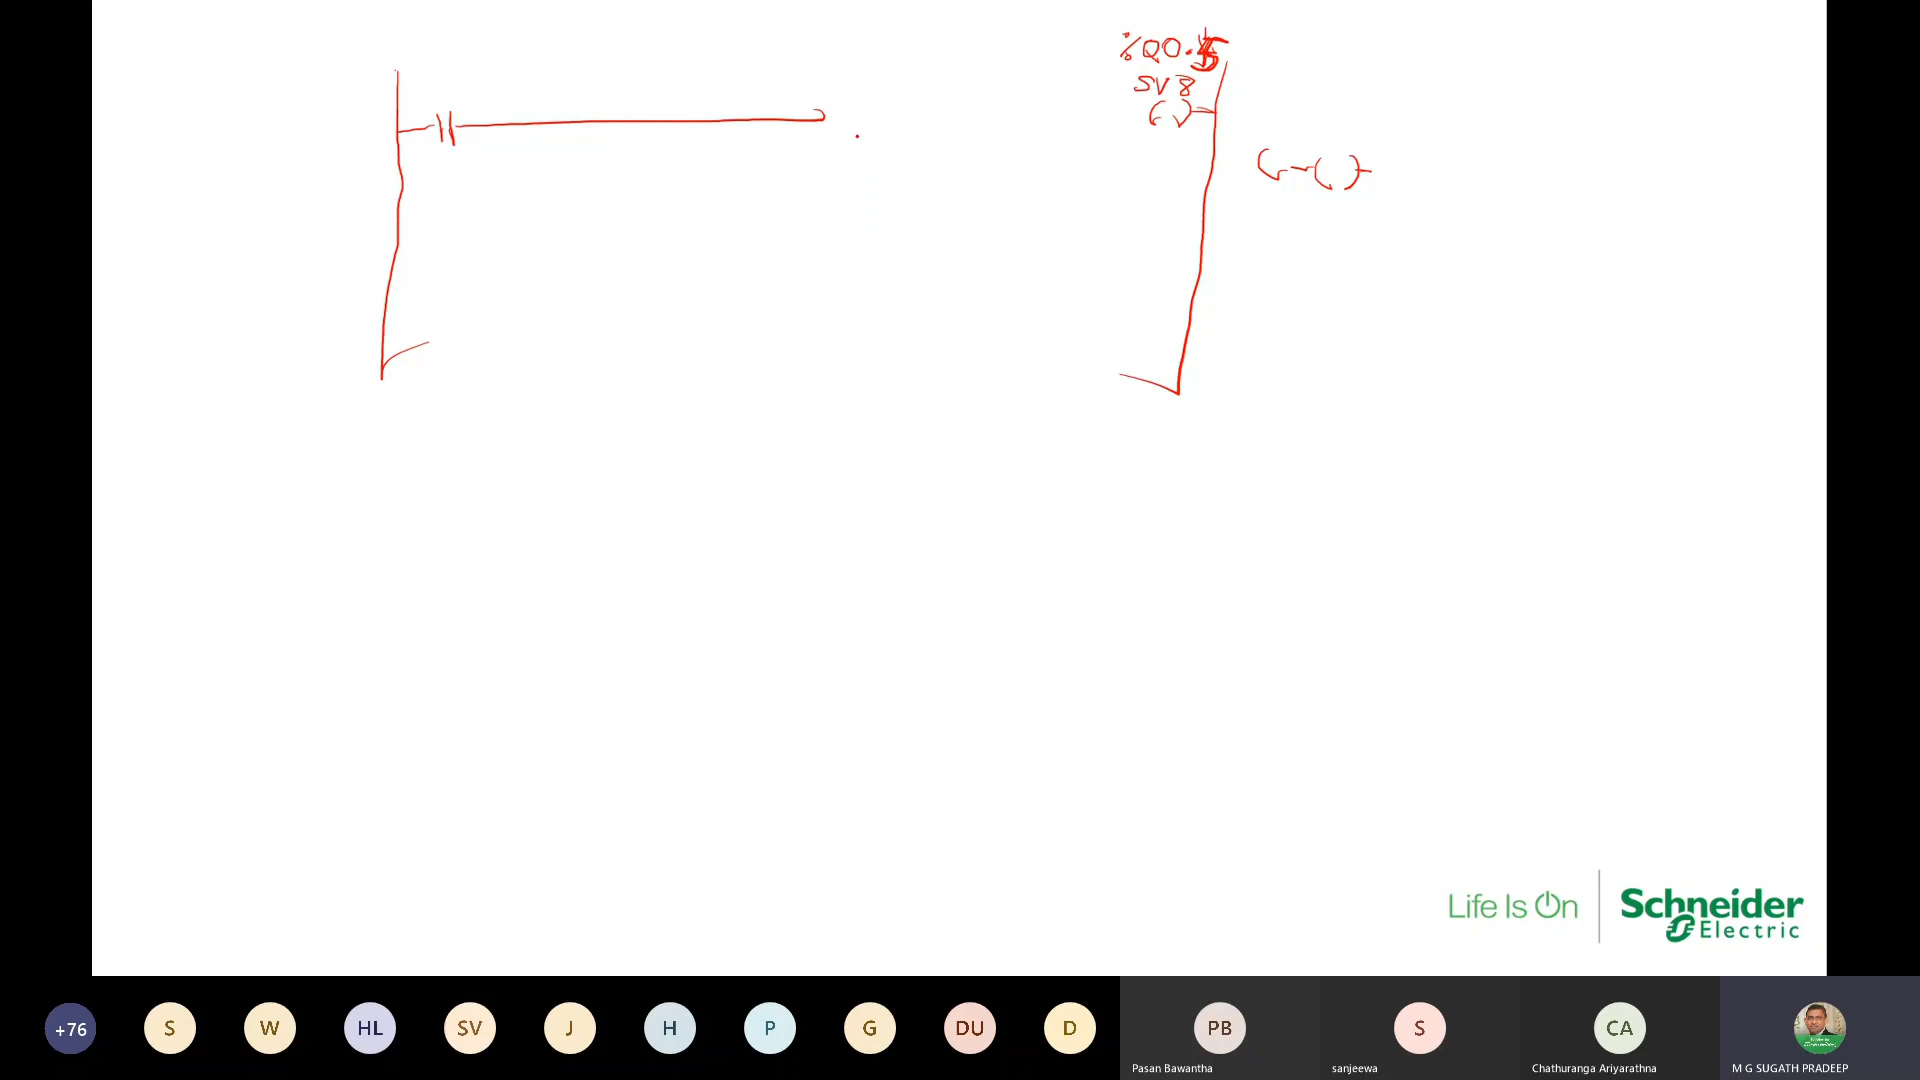 %Q0.5
SV8
Life Is On
Schneider
Electric
+76
S
W
HL
SV
J
H
P
G
DU
D
PB
S
CA
Pasan Bawantha
sanjeewa
Chathuranga Ariyarathna
M G SUGATH PRADEEP